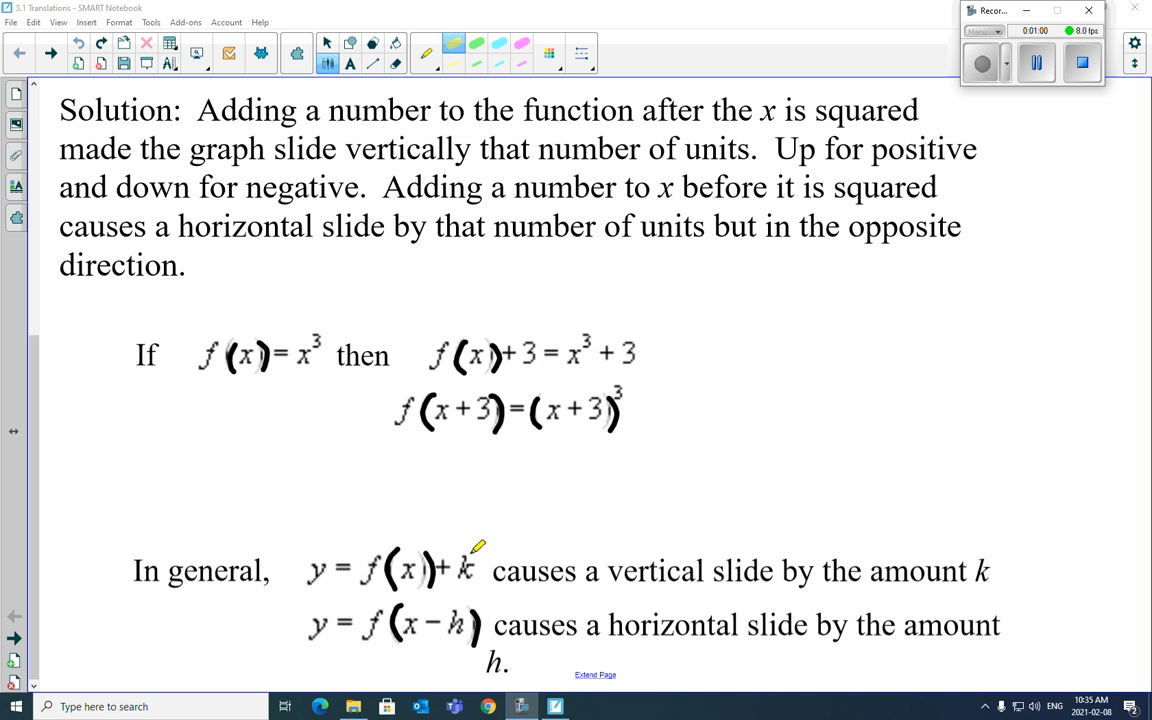 3.1 Translations - SMART Notebook
File Edit View Insert Format Tools Add-ons Account Help
Recor...
Menu
0:01:00
8.0 fps
Solution: Adding a number to the function after the x is squared
made the graph slide vertically that number of units. Up for positive
and down for negative. Adding a number to x before it is squared
causes a horizontal slide by that number of units but in the opposite
direction.
If f(x) = x³ then f(x) + 3 = x³ + 3
f(x + 3) = (x + 3)³
In general, y = f(x) + k causes a vertical slide by the amount k
y = f(x − h) causes a horizontal slide by the amount
h.
Extend Page
Type here to search
ENG
10:35 AM
2021-02-08
2